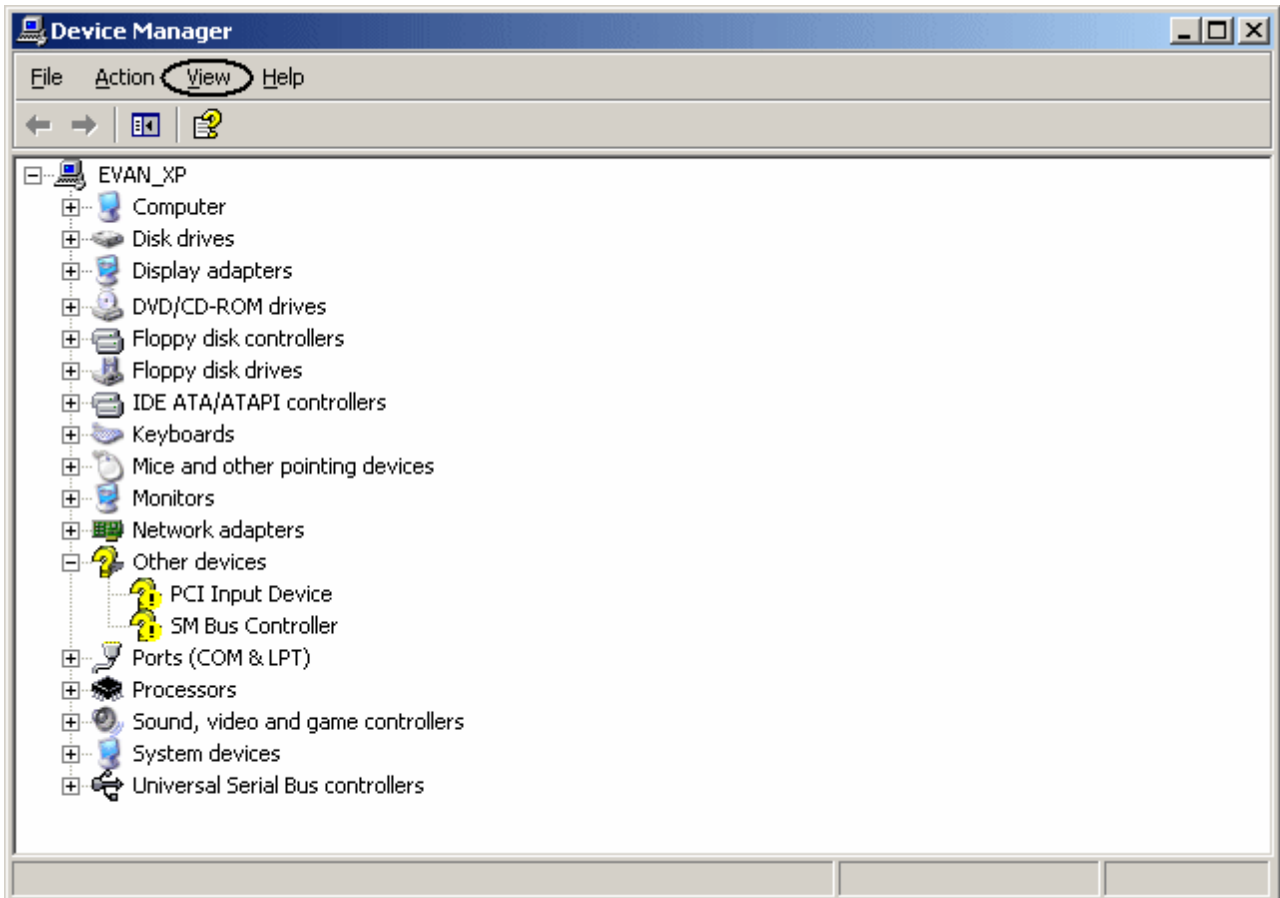 Device Manager
File Action View Help
EVAN_XP
Computer
Disk drives
Display adapters
DVD/CD-ROM drives
Floppy disk controllers
Floppy disk drives
IDE ATA/ATAPI controllers
Keyboards
Mice and other pointing devices
Monitors
Network adapters
Other devices
PCI Input Device
SM Bus Controller
Ports (COM & LPT)
Processors
Sound, video and game controllers
System devices
Universal Serial Bus controllers